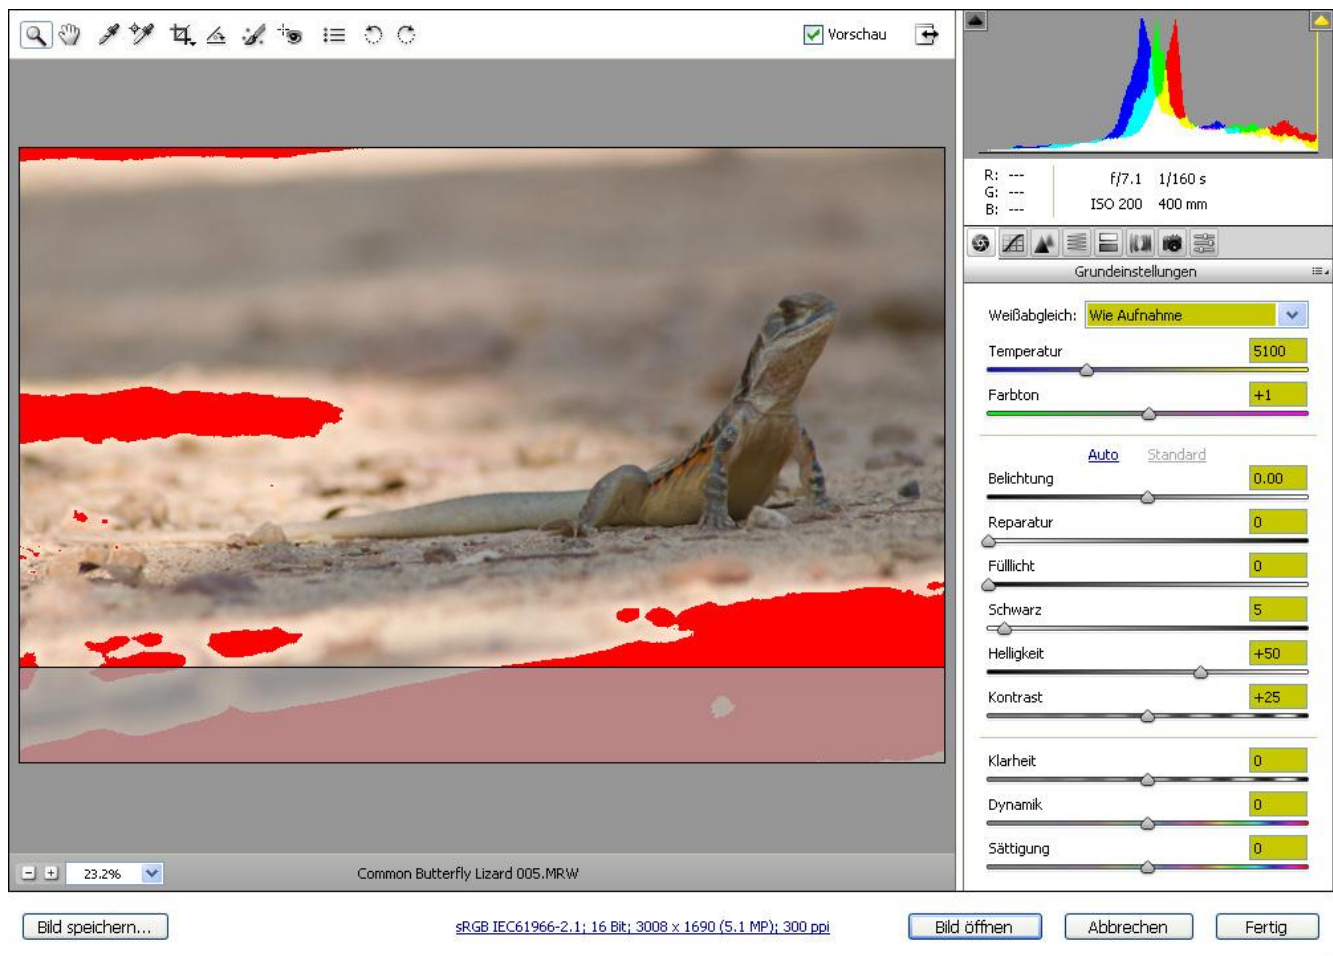 Vorschau
R: ---
G: ---
B: ---
f/7.1 1/160 s
ISO 200 400 mm
Grundeinstellungen
Weißabgleich: Wie Aufnahme
Temperatur 5100
Farbton +1
Auto Standard
Belichtung 0.00
Reparatur 0
Fülllicht 0
Schwarz 5
Helligkeit +50
Kontrast +25
Klarheit 0
Dynamik 0
Sättigung 0
23.2% Common Butterfly Lizard 005.MRW
Bild speichern... sRGB IEC61966-2.1; 16 Bit; 3008 x 1690 (5.1 MP); 300 ppi Bild öffnen Abbrechen Fertig